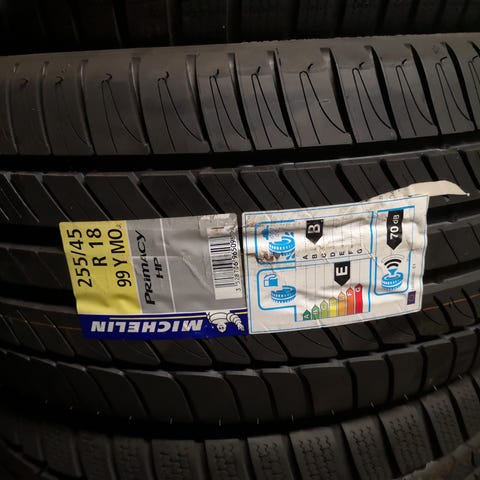 255/45
R 18
99 Y MO
PRIMACY
HP
MICHELIN
B
A B C D E F G
E
70 dB